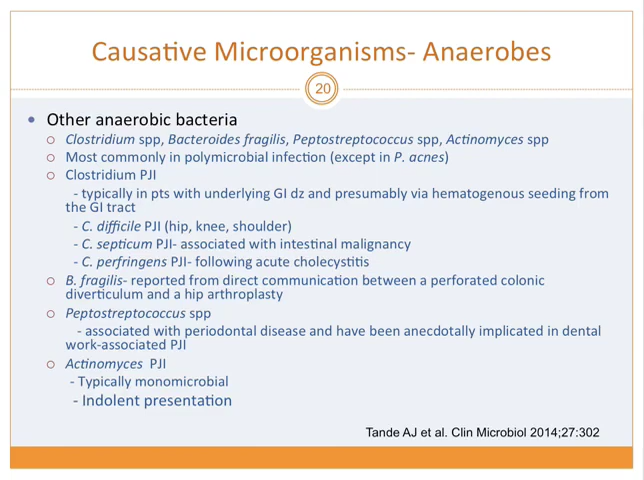 Causative Microorganisms- Anaerobes
20
• Other anaerobic bacteria
○ Clostridium spp, Bacteroides fragilis, Peptostreptococcus spp, Actinomyces spp
○ Most commonly in polymicrobial infection (except in P. acnes)
○ Clostridium PJI
- typically in pts with underlying GI dz and presumably via hematogenous seeding from
the GI tract
- C. difficile PJI (hip, knee, shoulder)
- C. septicum PJI- associated with intestinal malignancy
- C. perfringens PJI- following acute cholecystitis
○ B. fragilis- reported from direct communication between a perforated colonic
diverticulum and a hip arthroplasty
○ Peptostreptococcus spp
- associated with periodontal disease and have been anecdotally implicated in dental
work-associated PJI
○ Actinomyces PJI
- Typically monomicrobial
- Indolent presentation
Tande AJ et al. Clin Microbiol 2014;27:302